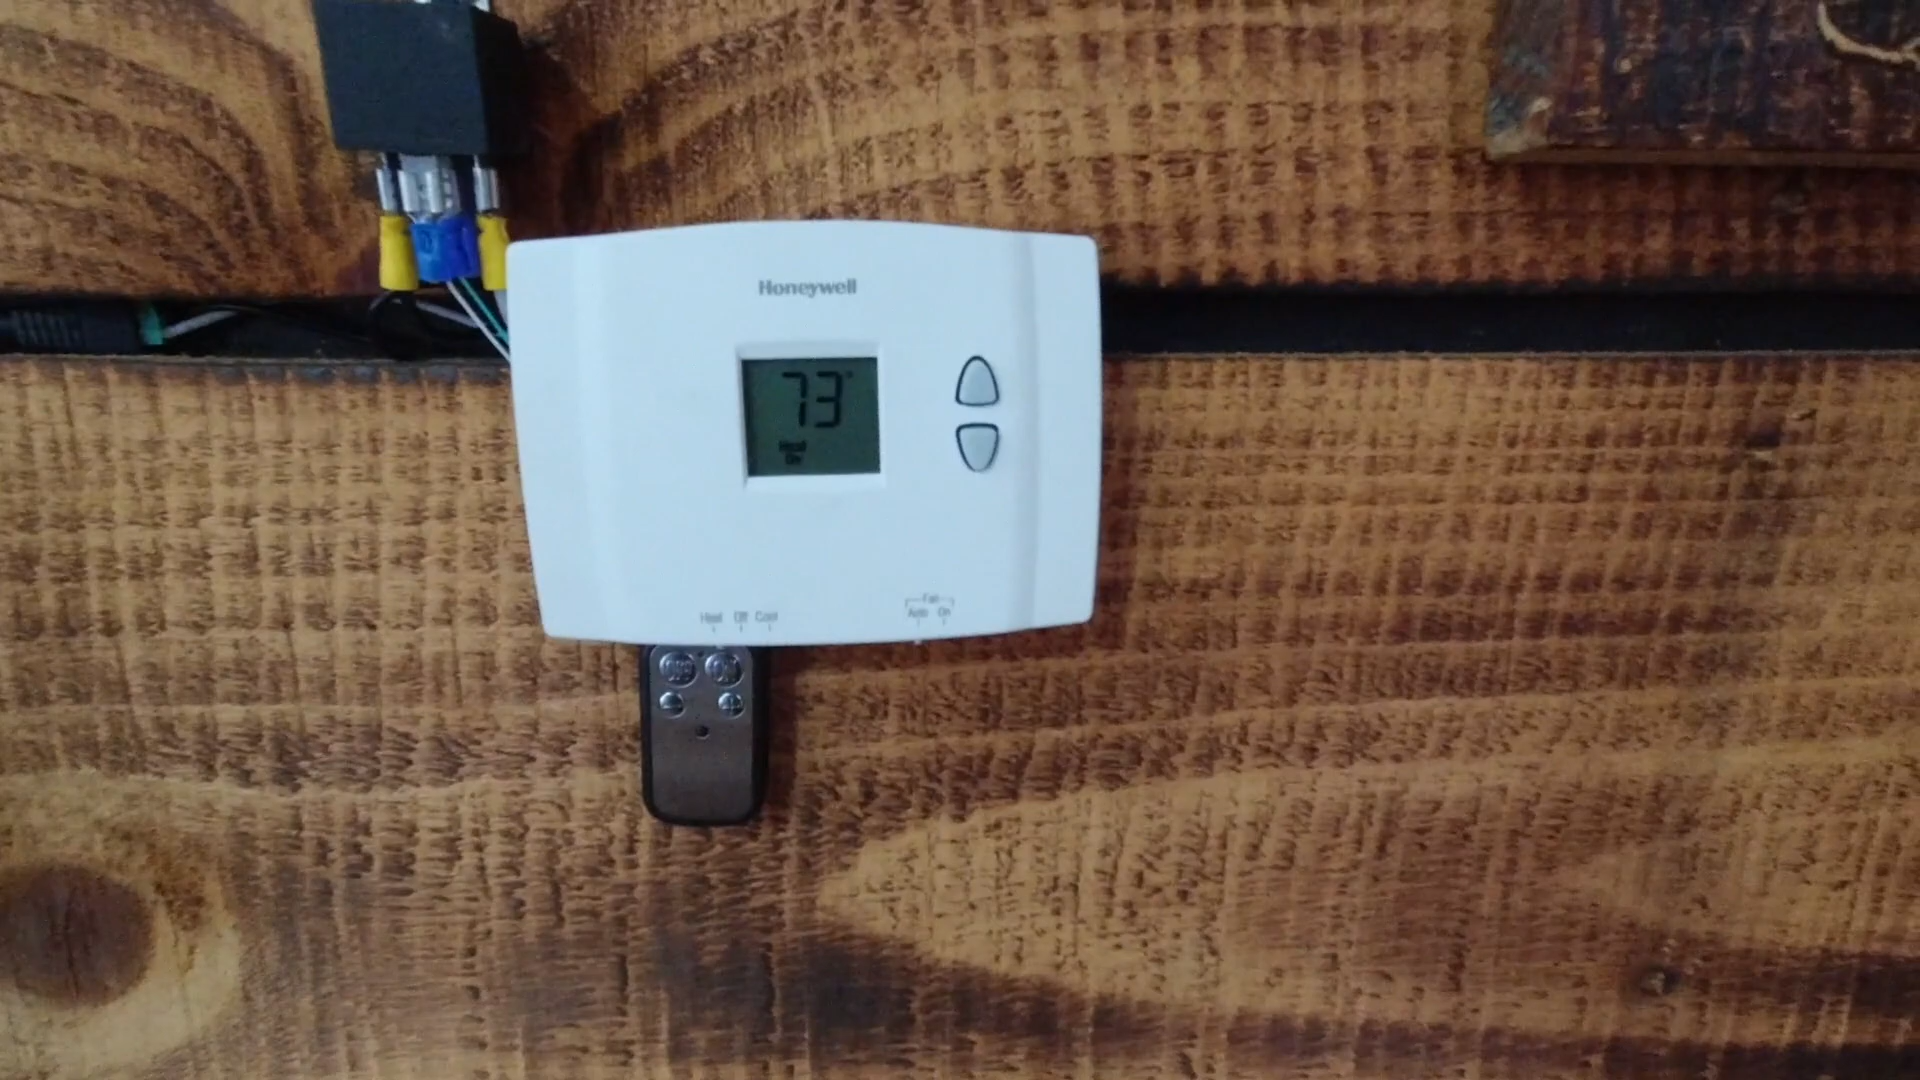 Honeywell
73°
Heat
On
Fan
Heat Off Cool Auto On